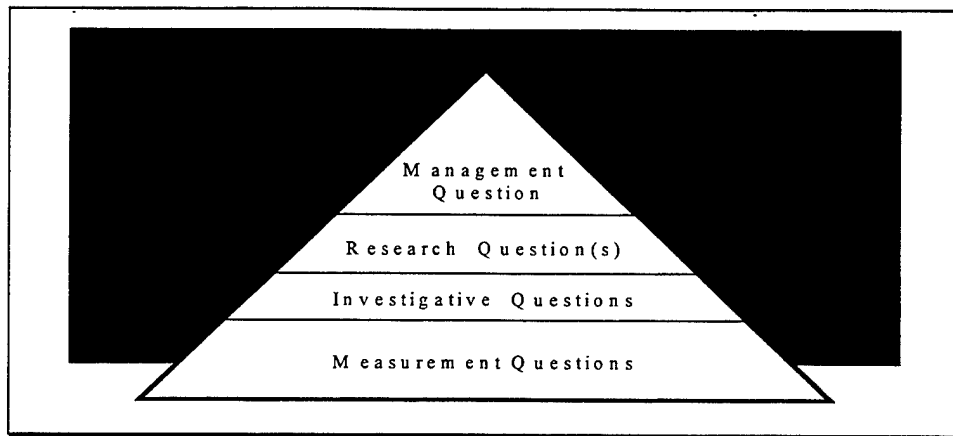 Management
Question
Research Question(s)
Investigative Questions
Measurement Questions